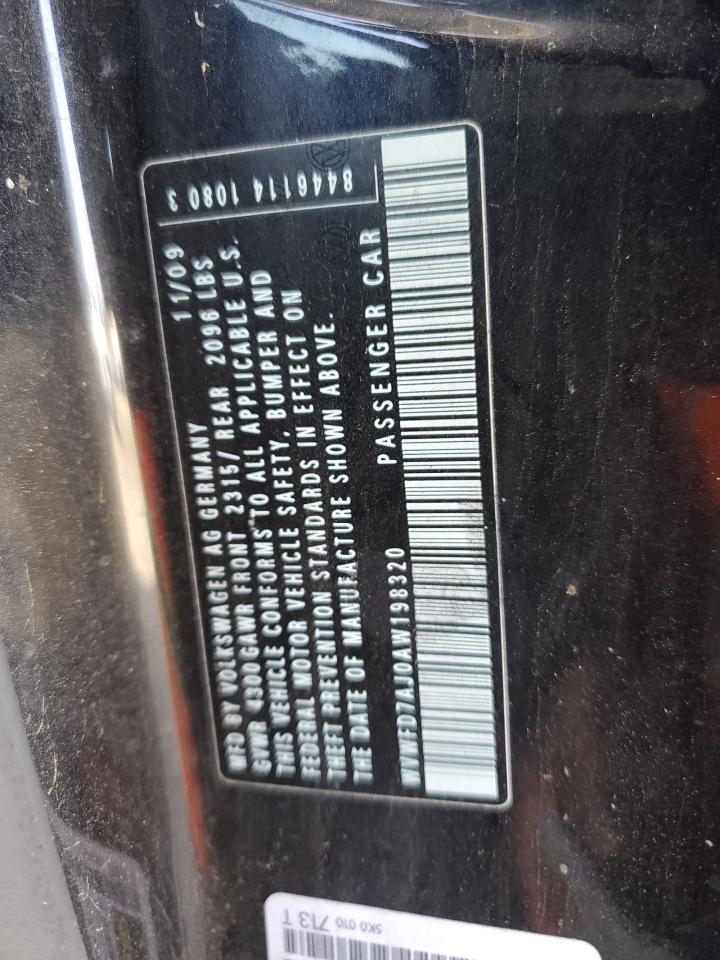 MFD BY VOLKSWAGEN AG GERMANY 11/09
GVWR 4300GAWR FRONT 2315/ REAR 2096 LBS
THIS VEHICLE CONFORMS TO ALL APPLICABLE U.S.
FEDERAL MOTOR VEHICLE SAFETY, BUMPER AND
THEFT PREVENTION STANDARDS IN EFFECT ON
THE DATE OF MANUFACTURE SHOWN ABOVE.
WVWFD7AJ0AW198320 PASSENGER CAR
8446114 1080 3
5K0 010 713 T